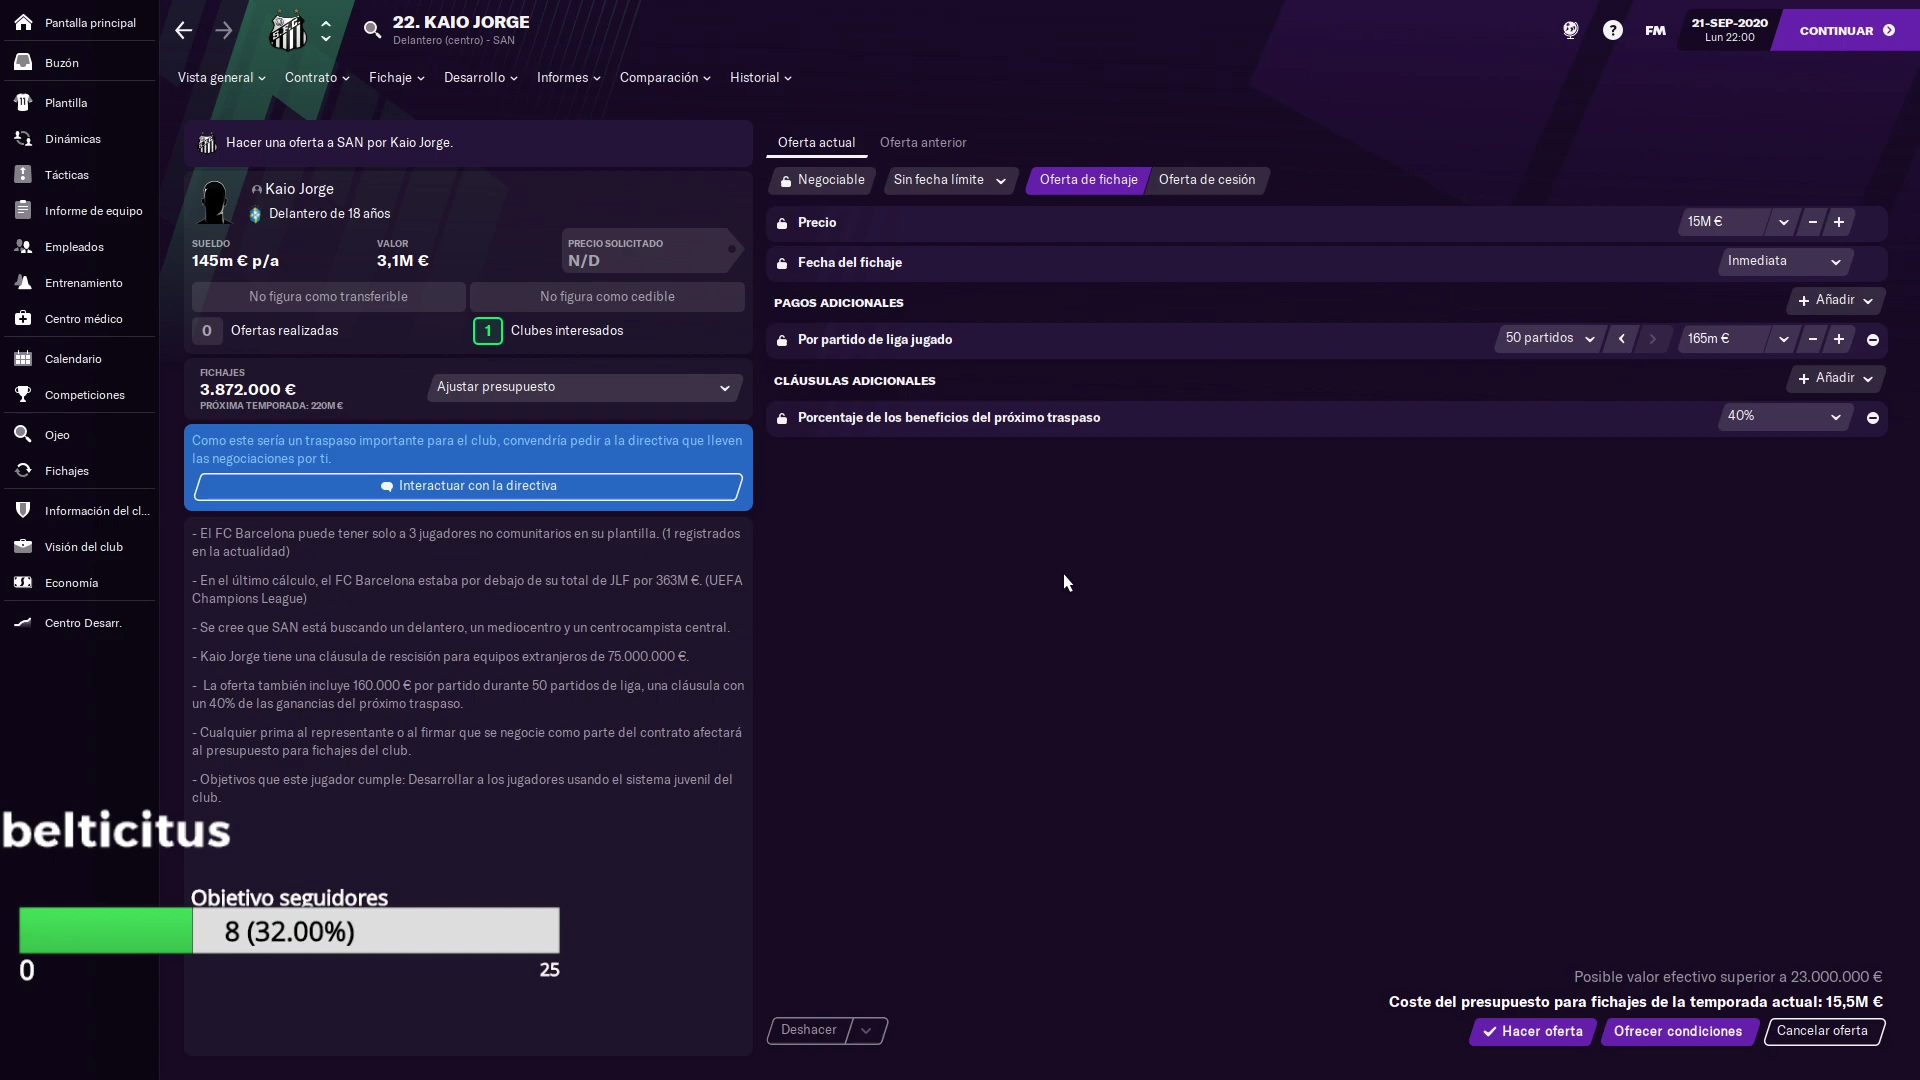 Pantalla principal
Buzón
Plantilla
Dinámicas
Tácticas
Informe de equipo
Empleados
Entrenamiento
Centro médico
Calendario
Competiciones
Ojeo
Fichajes
Información del cl...
Visión del club
Economía
Centro Desarr.
22. KAIO JORGE
Delantero (centro) - SAN
FM
21-SEP-2020
Lun 22:00
CONTINUAR
Vista general
Contrato
Fichaje
Desarrollo
Informes
Comparación
Historial
Hacer una oferta a SAN por Kaio Jorge.
Kaio Jorge
Delantero de 18 años
SUELDO
145m € p/a
VALOR
3,1M €
PRECIO SOLICITADO
N/D
No figura como transferible
No figura como cedible
0 Ofertas realizadas
1 Clubes interesados
FICHAJES
3.872.000 €
PRÓXIMA TEMPORADA: 220M €
Ajustar presupuesto
Como este sería un traspaso importante para el club, convendría pedir a la directiva que lleven
las negociaciones por ti.
Interactuar con la directiva
- El FC Barcelona puede tener solo a 3 jugadores no comunitarios en su plantilla. (1 registrados
en la actualidad)
- En el último cálculo, el FC Barcelona estaba por debajo de su total de JLF por 363M €. (UEFA
Champions League)
- Se cree que SAN está buscando un delantero, un mediocentro y un centrocampista central.
- Kaio Jorge tiene una cláusula de rescisión para equipos extranjeros de 75.000.000 €.
- La oferta también incluye 160.000 € por partido durante 50 partidos de liga, una cláusula con
un 40% de las ganancias del próximo traspaso.
- Cualquier prima al representante o al firmar que se negocie como parte del contrato afectará
al presupuesto para fichajes del club.
- Objetivos que este jugador cumple: Desarrollar a los jugadores usando el sistema juvenil del
club.
belticitus
Objetivo seguidores
8 (32.00%)
0
25
Oferta actual
Oferta anterior
Negociable
Sin fecha límite
Oferta de fichaje
Oferta de cesión
Precio
15M €
Fecha del fichaje
Inmediata
PAGOS ADICIONALES
Añadir
Por partido de liga jugado
50 partidos
165m €
CLÁUSULAS ADICIONALES
Añadir
Porcentaje de los beneficios del próximo traspaso
40%
Posible valor efectivo superior a 23.000.000 €
Coste del presupuesto para fichajes de la temporada actual: 15,5M €
Deshacer
Hacer oferta
Ofrecer condiciones
Cancelar oferta